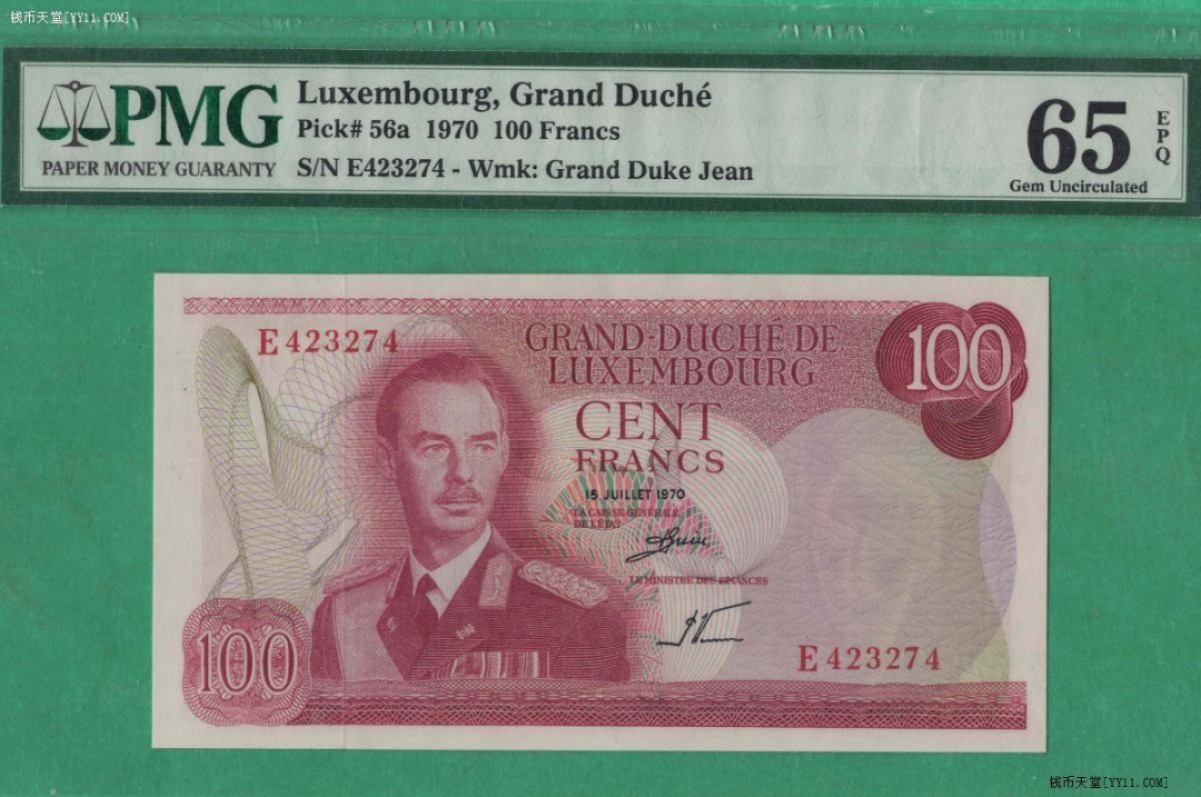 钱币天堂[YY11.COM]
PMG
PAPER MONEY GUARANTY
Luxembourg, Grand Duché
Pick# 56a 1970 100 Francs
S/N E423274 - Wmk: Grand Duke Jean
65
EPQ
Gem Uncirculated
E 423274
GRAND-DUCHÉ DE
LUXEMBOURG
100
CENT
FRANCS
15 JUILLET 1970
LA CAISSE GÉNÉRALE
DE L'ÉTAT
LE MINISTRE DES FINANCES
E 423274
100
钱币天堂[YY11.COM]